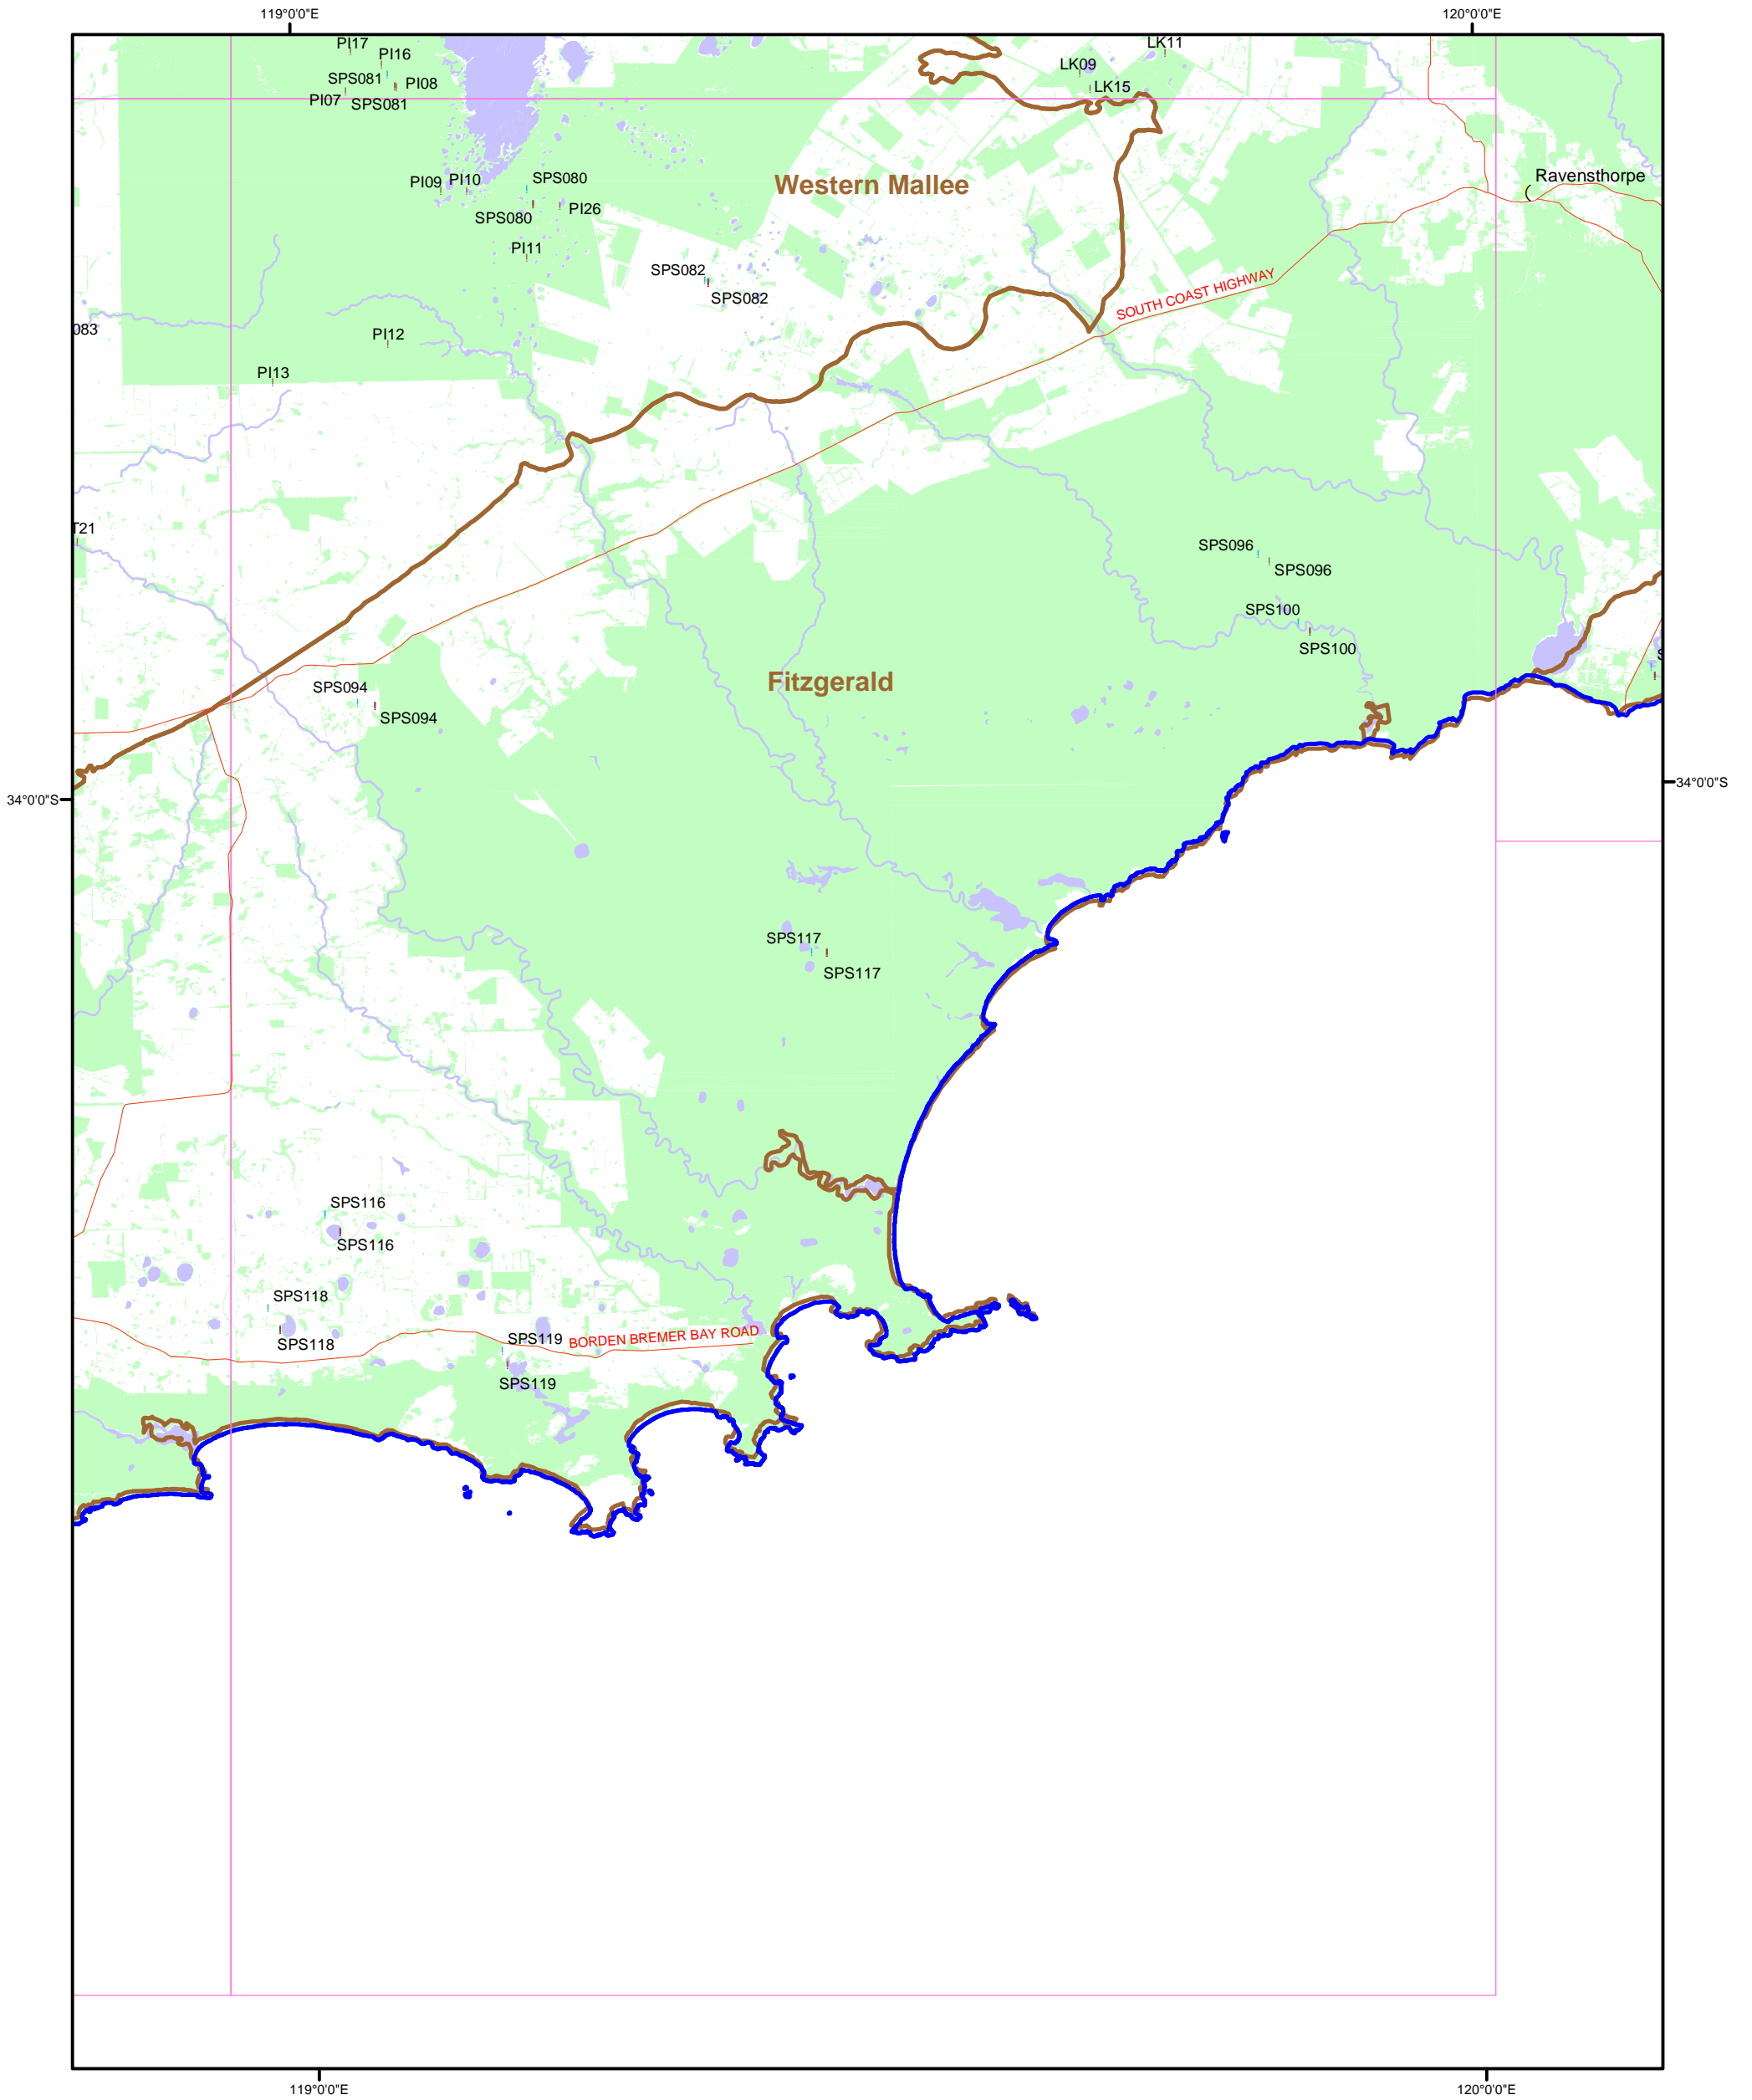 119°0'0"E
120°0'0"E
PI17
PI16
LK11
LK09
SPS081
PI08
LK15
PI07
SPS081
Ravensthorpe
PI09
PI10
SPS080
Western Mallee
SPS080
PI26
PI11
SPS082
SPS082
SOUTH COAST HIGHWAY
083
PI12
PI13
T21
SPS096
SPS096
SPS100
SPS100
Fitzgerald
SPS094
SPS094
34°0'0"S
34°0'0"S
SPS117
SPS117
SPS116
SPS116
SPS118
SPS118
SPS119
BORDEN BREMER BAY ROAD
SPS119
119°0'0"E
120°0'0"E